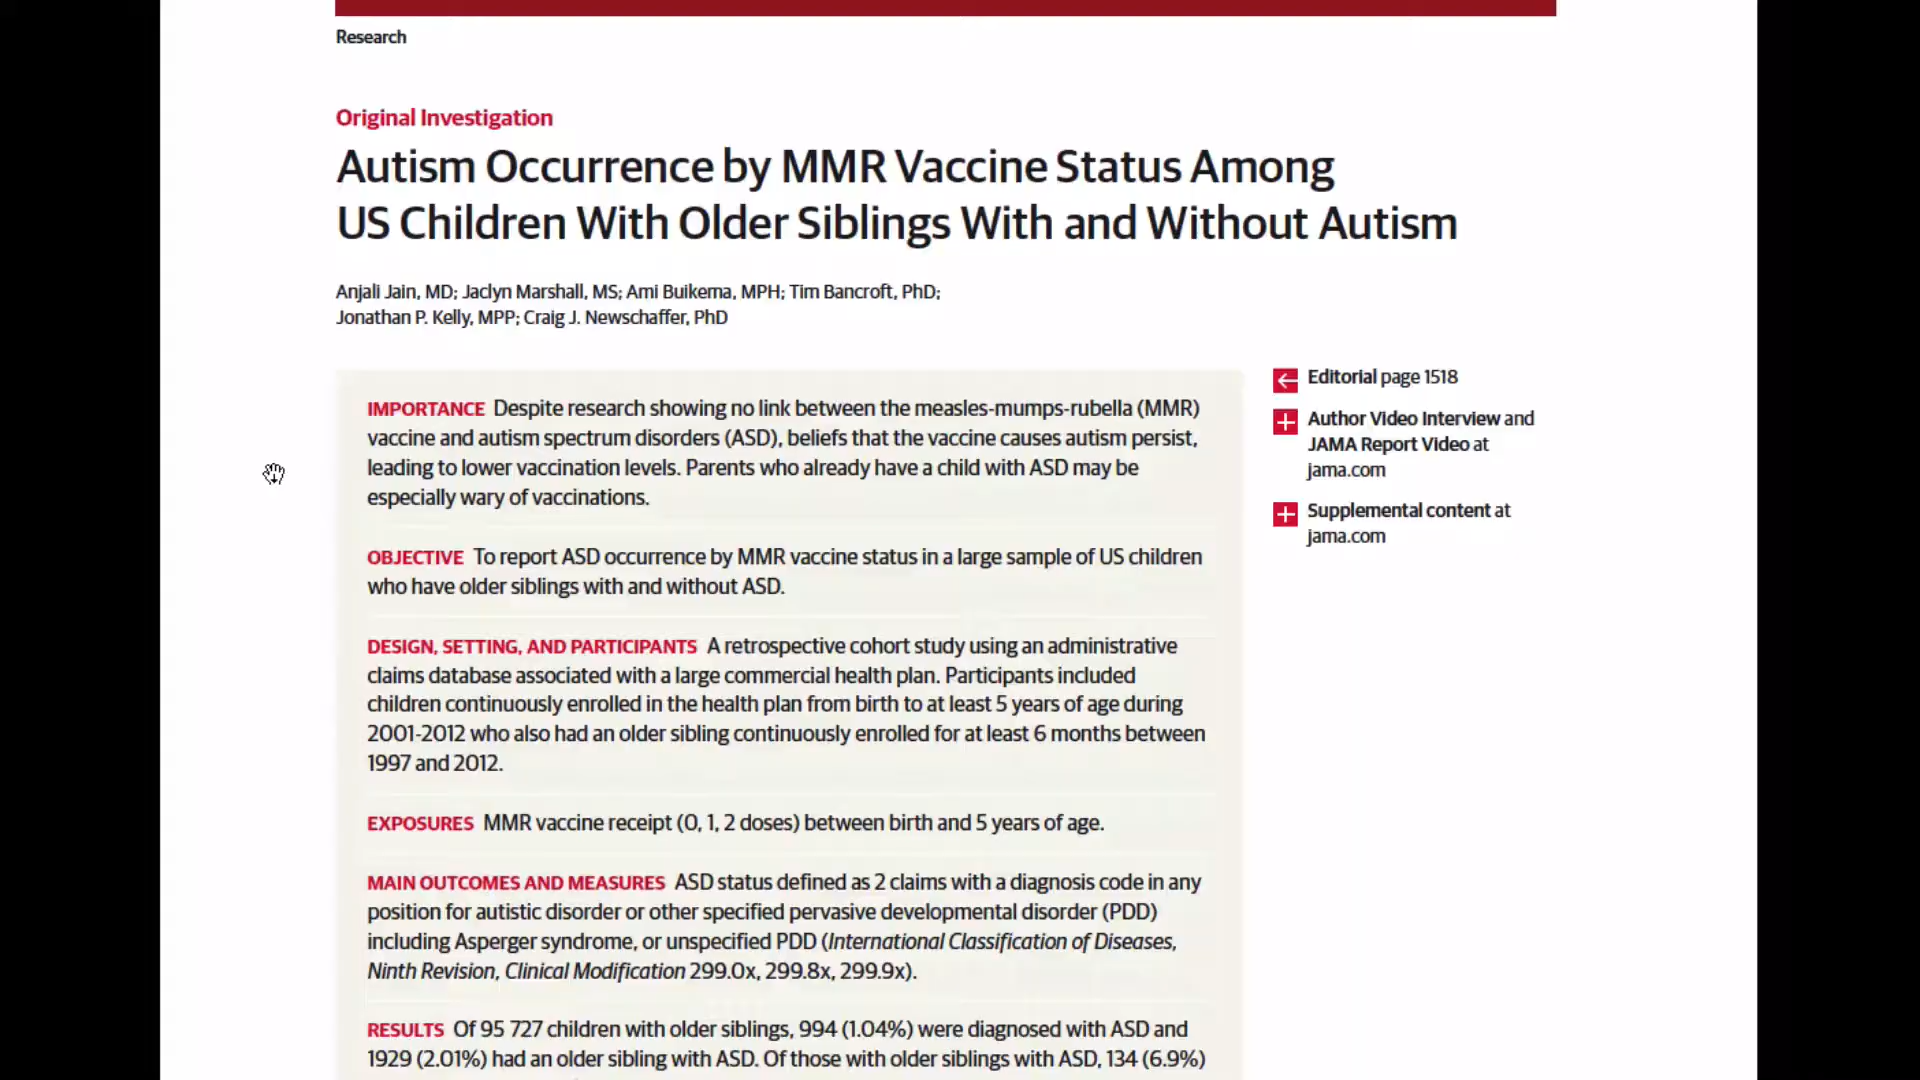 Research
Original Investigation
Autism Occurrence by MMR Vaccine Status Among
US Children With Older Siblings With and Without Autism
Anjali Jain, MD; Jaclyn Marshall, MS; Ami Buikema, MPH; Tim Bancroft, PhD;
Jonathan P. Kelly, MPP; Craig J. Newschaffer, PhD
IMPORTANCE Despite research showing no link between the measles-mumps-rubella (MMR)
vaccine and autism spectrum disorders (ASD), beliefs that the vaccine causes autism persist,
leading to lower vaccination levels. Parents who already have a child with ASD may be
especially wary of vaccinations.
OBJECTIVE To report ASD occurrence by MMR vaccine status in a large sample of US children
who have older siblings with and without ASD.
DESIGN, SETTING, AND PARTICIPANTS A retrospective cohort study using an administrative
claims database associated with a large commercial health plan. Participants included
children continuously enrolled in the health plan from birth to at least 5 years of age during
2001-2012 who also had an older sibling continuously enrolled for at least 6 months between
1997 and 2012.
EXPOSURES MMR vaccine receipt (0, 1, 2 doses) between birth and 5 years of age.
MAIN OUTCOMES AND MEASURES ASD status defined as 2 claims with a diagnosis code in any
position for autistic disorder or other specified pervasive developmental disorder (PDD)
including Asperger syndrome, or unspecified PDD (International Classification of Diseases,
Ninth Revision, Clinical Modification 299.0x, 299.8x, 299.9x).
RESULTS Of 95 727 children with older siblings, 994 (1.04%) were diagnosed with ASD and
1929 (2.01%) had an older sibling with ASD. Of those with older siblings with ASD, 134 (6.9%)
Editorial page 1518
Author Video Interview and
JAMA Report Video at
jama.com
Supplemental content at
jama.com